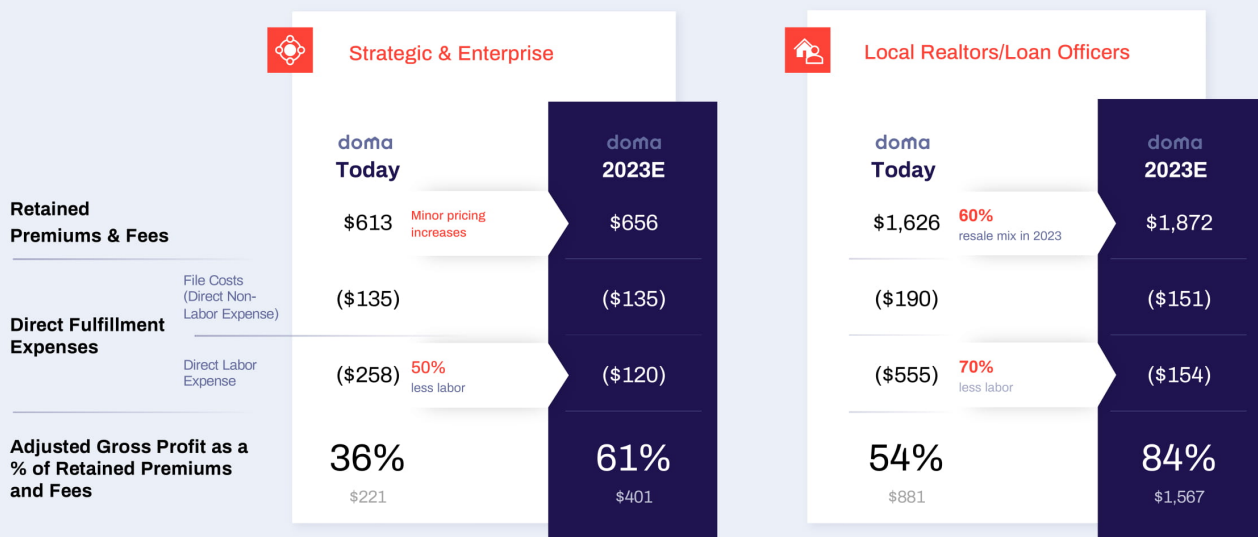 Strategic & Enterprise
Local Realtors/Loan Officers
doma
Today
doma
2023E
doma
Today
doma
2023E
Retained
Premiums & Fees
$613
Minor pricing
increases
$656
$1,626
60%
resale mix in 2023
$1,872
Direct Fulfillment
Expenses
File Costs
(Direct Non-
Labor Expense)
($135)
($135)
($190)
($151)
Direct Labor
Expense
($258)
50%
less labor
($120)
($555)
70%
less labor
($154)
Adjusted Gross Profit as a
% of Retained Premiums
and Fees
36%
$221
61%
$401
54%
$881
84%
$1,567